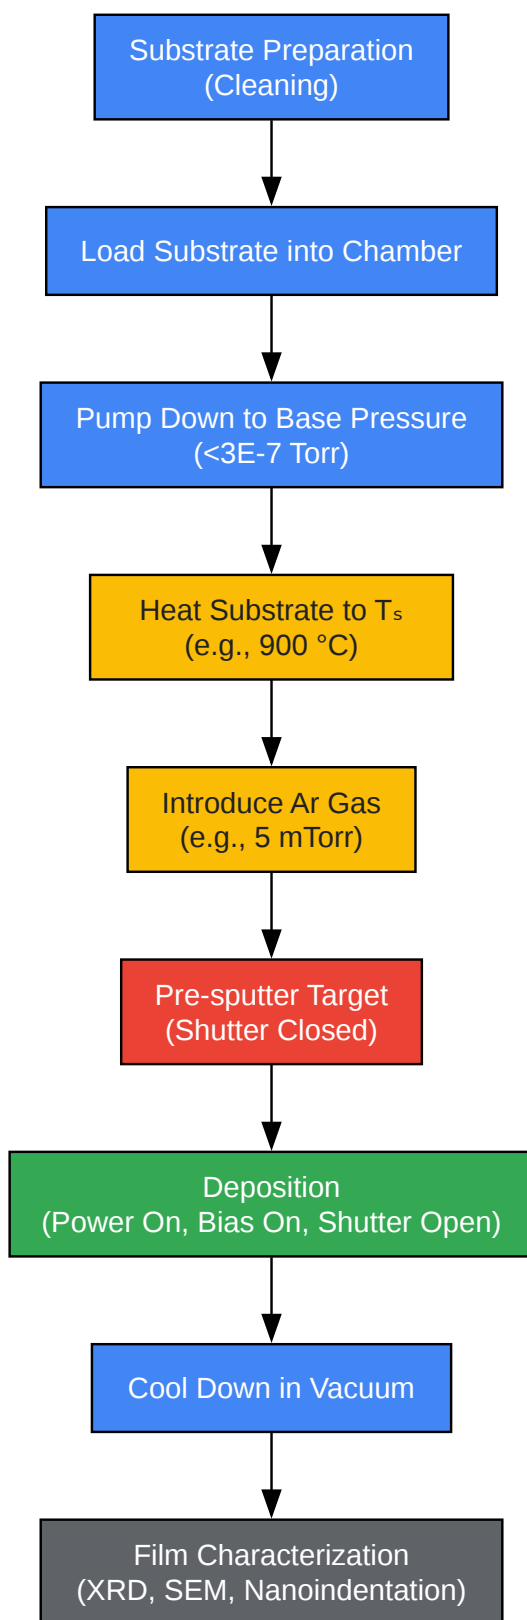 Substrate Preparation
(Cleaning)
Load Substrate into Chamber
Pump Down to Base Pressure
(<3E-7 Torr)
Heat Substrate to Tₛ
(e.g., 900 °C)
Introduce Ar Gas
(e.g., 5 mTorr)
Pre-sputter Target
(Shutter Closed)
Deposition
(Power On, Bias On, Shutter Open)
Cool Down in Vacuum
Film Characterization
(XRD, SEM, Nanoindentation)